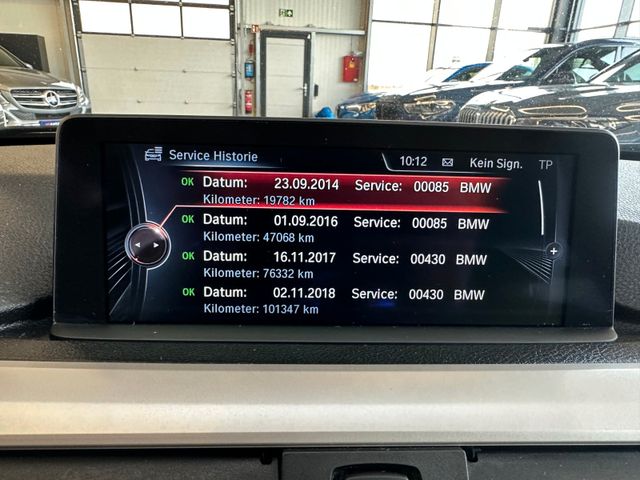 Service Historie 10:12 Kein Sign. TP
OK Datum: 23.09.2014 Service: 00085 BMW
Kilometer: 19782 km
OK Datum: 01.09.2016 Service: 00085 BMW
Kilometer: 47068 km
OK Datum: 16.11.2017 Service: 00430 BMW
Kilometer: 76332 km
OK Datum: 02.11.2018 Service: 00430 BMW
Kilometer: 101347 km